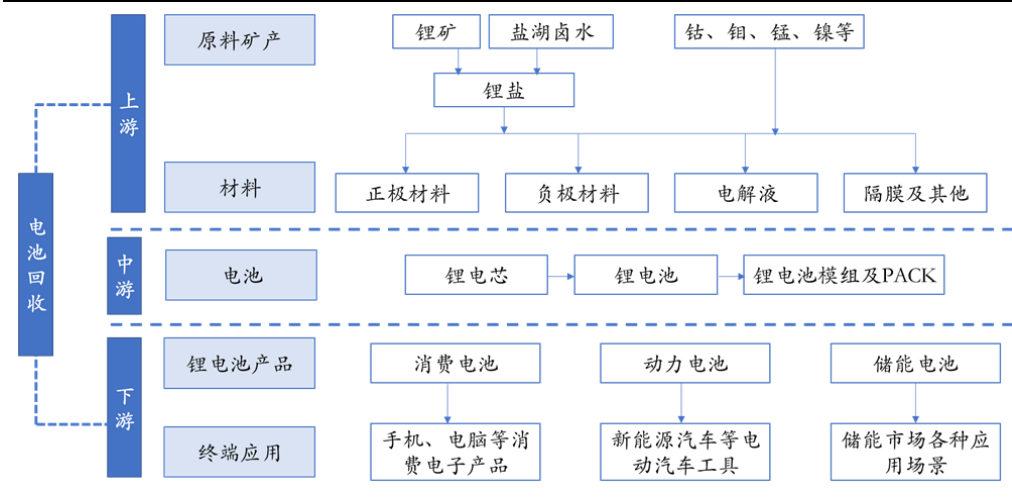 原料矿产
锂矿
盐湖卤水
钴、钼、锰、镍等
锂盐
上游
材料
正极材料
负极材料
电解液
隔膜及其他
电池回收
中游
电池
锂电芯
锂电池
锂电池模组及PACK
下游
锂电池产品
消费电池
动力电池
储能电池
终端应用
手机、电脑等消
费电子产品
新能源汽车等电
动汽车工具
储能市场各种应
用场景